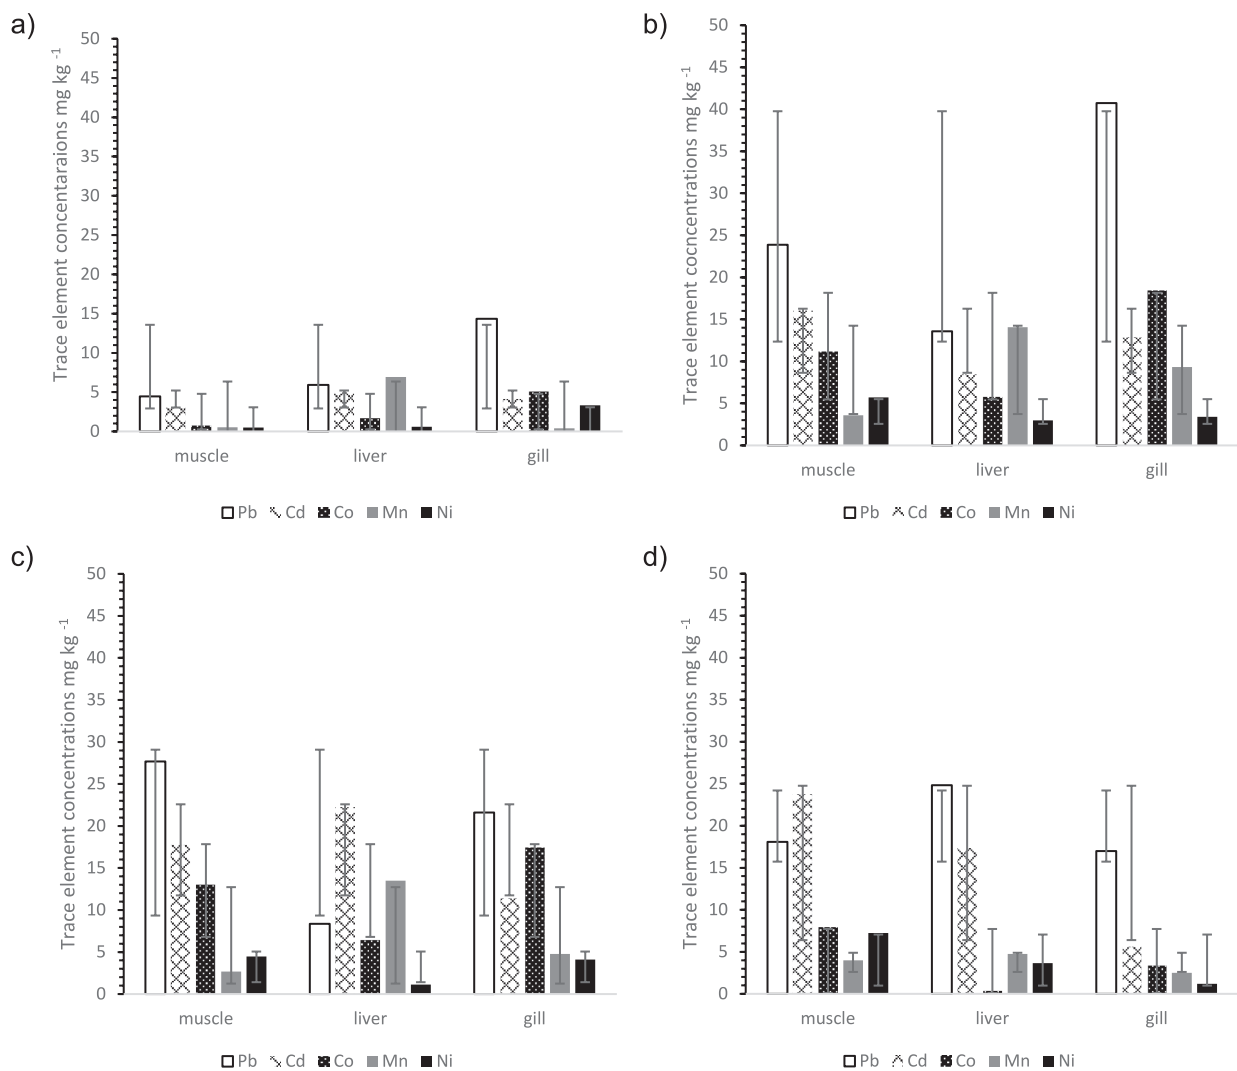 a)
Trace element concentaraions mg kg -1
50
45
40
35
30
25
20
15
10
5
0
muscle liver gill
Pb Cd Co Mn Ni
b)
Trace element cocncentrations mg kg -1
50
45
40
35
30
25
20
15
10
5
0
muscle liver gill
Pb Cd Co Mn Ni
c)
Trace element concentrations mg kg -1
50
45
40
35
30
25
20
15
10
5
0
muscle liver gill
Pb Cd Co Mn Ni
d)
Trace element concentrations mg kg -1
50
45
40
35
30
25
20
15
10
5
0
muscle liver gill
Pb Cd Co Mn Ni